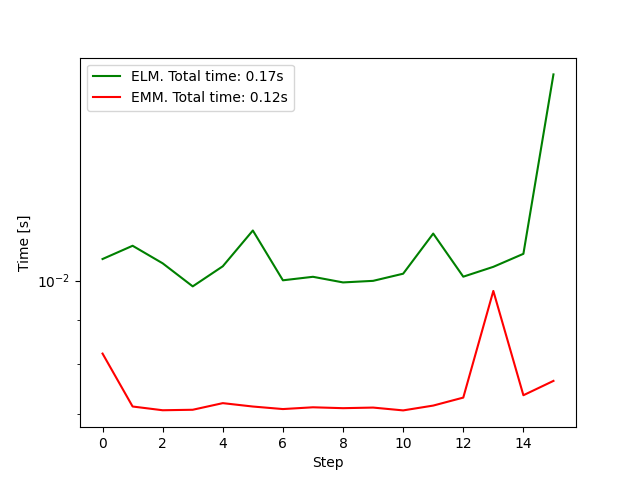 ELM. Total time: 0.17s
EMM. Total time: 0.12s
Time [s]
10⁻²
0 2 4 6 8 10 12 14
Step